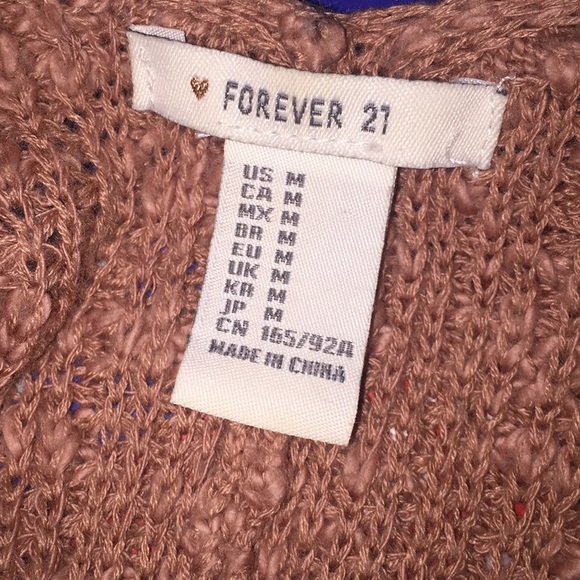 FOREVER 21
US M
CA M
MX M
BR M
EU M
UK M
KR M
JP M
CN 165/92A
MADE IN CHINA